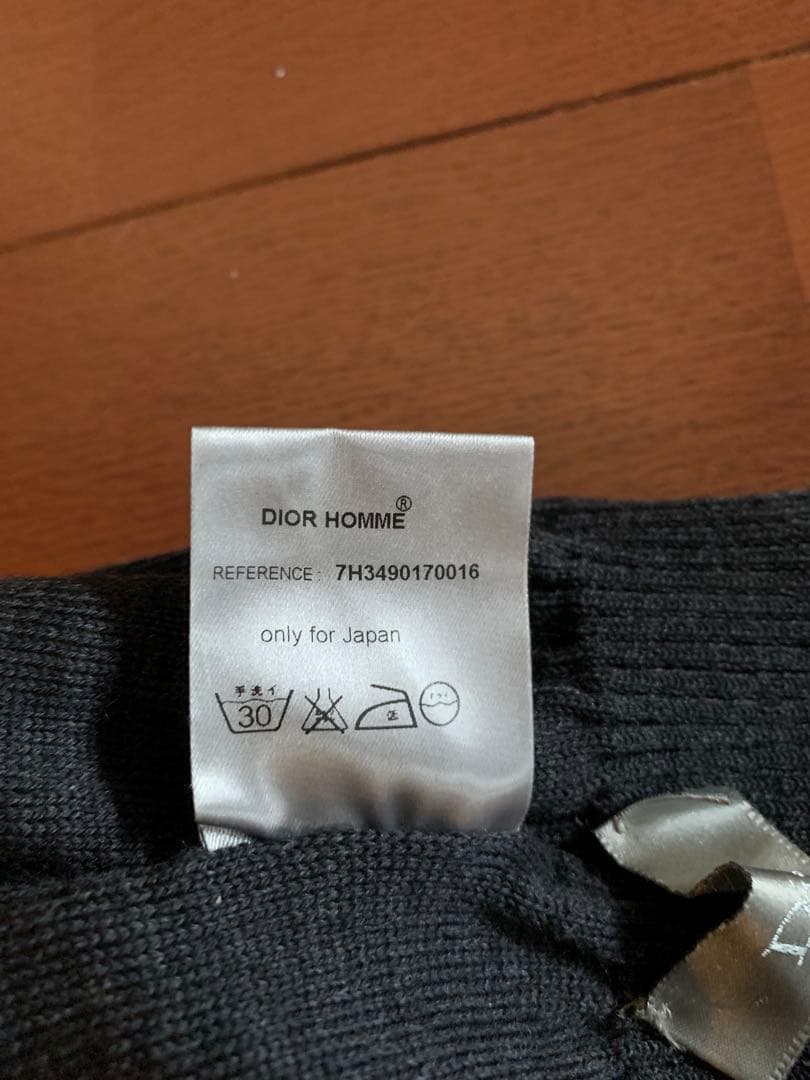 DIOR HOMME®
REFERENCE : 7H3490170016
only for Japan
手洗イ
30